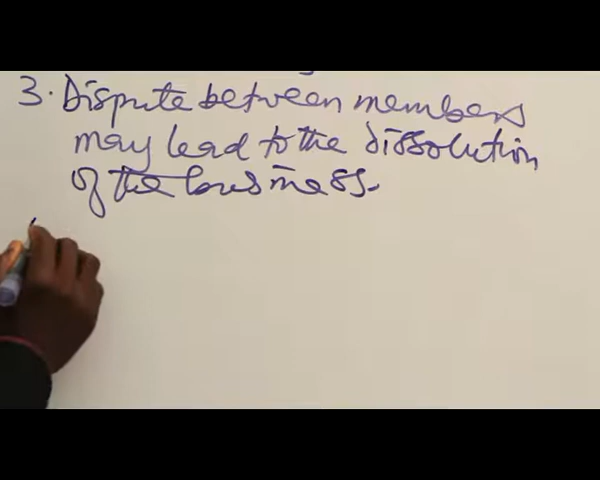 3. Dispute between members
may lead to the dissolution
of the business.